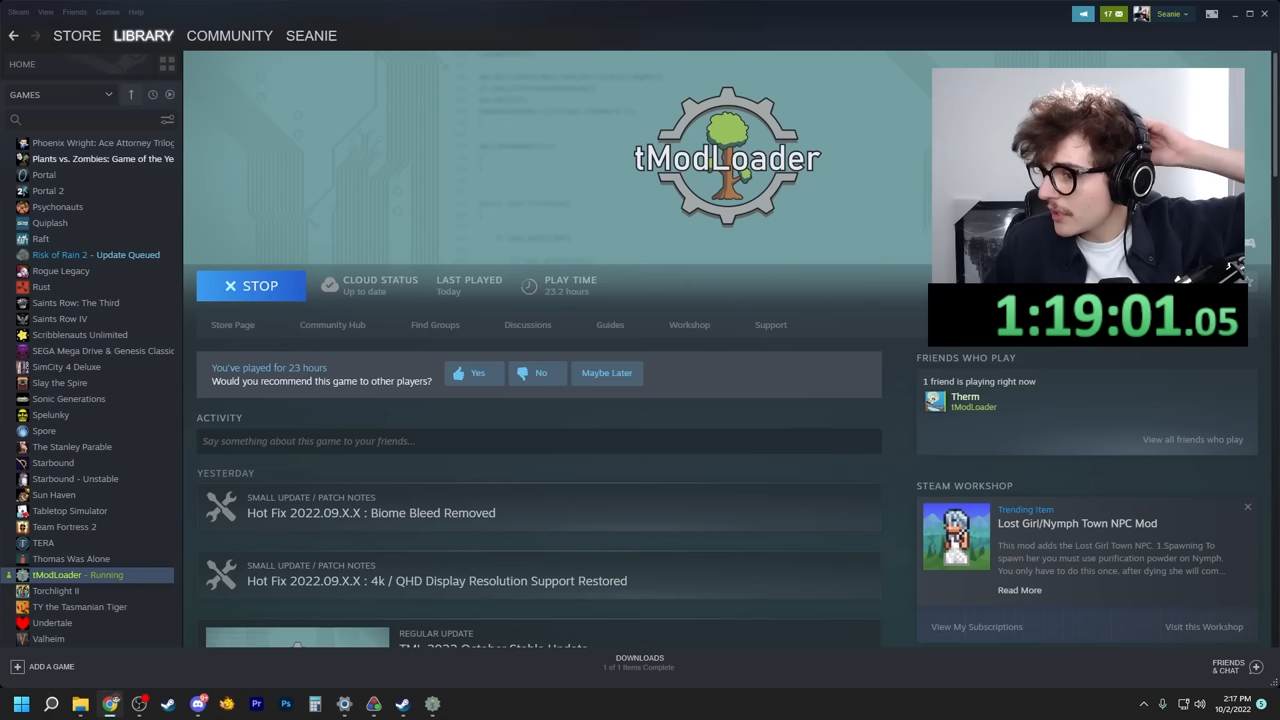 Steam View Friends Games Help
17
Seanie
STORE LIBRARY COMMUNITY SEANIE
HOME
GAMES
Phoenix Wright: Ace Attorney Trilog
Plants vs. Zombies: Game of the Ye
Portal
Portal 2
Psychonauts
Quiplash
Raft
Risk of Rain 2 - Update Queued
Rogue Legacy
Rust
Saints Row: The Third
Saints Row IV
Scribblenauts Unlimited
SEGA Mega Drive & Genesis Classic
SimCity 4 Deluxe
Slay the Spire
Sonic Generations
Spelunky
Spore
The Stanley Parable
Starbound
Starbound - Unstable
Sun Haven
Tabletop Simulator
Team Fortress 2
TERA
Thomas Was Alone
tModLoader - Running
Torchlight II
TY the Tasmanian Tiger
Undertale
Valheim
ADD A GAME
tModLoader
STOP
CLOUD STATUS
Up to date
LAST PLAYED
Today
PLAY TIME
23.2 hours
Store Page Community Hub Find Groups Discussions Guides Workshop Support
You've played for 23 hours
Would you recommend this game to other players?
Yes
No
Maybe Later
ACTIVITY
Say something about this game to your friends...
YESTERDAY
SMALL UPDATE / PATCH NOTES
Hot Fix 2022.09.X.X : Biome Bleed Removed
SMALL UPDATE / PATCH NOTES
Hot Fix 2022.09.X.X : 4k / QHD Display Resolution Support Restored
REGULAR UPDATE
TML 2022 October Stable Update
1:19:01.05
FRIENDS WHO PLAY
1 friend is playing right now
Therm
tModLoader
View all friends who play
STEAM WORKSHOP
Trending Item
Lost Girl/Nymph Town NPC Mod
This mod adds the Lost Girl Town NPC. 1.Spawning To
spawn her you must use purification powder on Nymph.
You only have to do this once, after dying she will com...
Read More
View My Subscriptions
Visit this Workshop
DOWNLOADS
1 of 1 Items Complete
FRIENDS
& CHAT
2:17 PM
10/2/2022
5